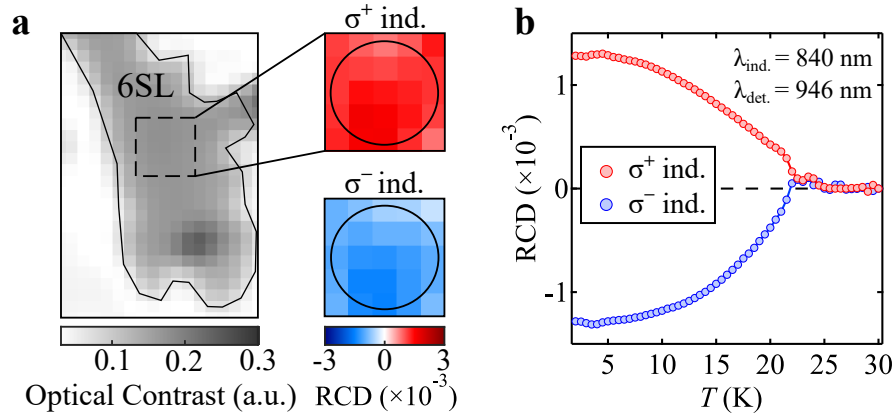 a
6SL
0.1 0.2 0.3
Optical Contrast (a.u.)
σ⁺ ind.
σ⁻ ind.
-3 0 3
RCD (×10⁻³)
b
λind. = 840 nm
λdet. = 946 nm
σ⁺ ind.
σ⁻ ind.
1
0
-1
RCD (×10⁻³)
5 10 15 20 25 30
T (K)